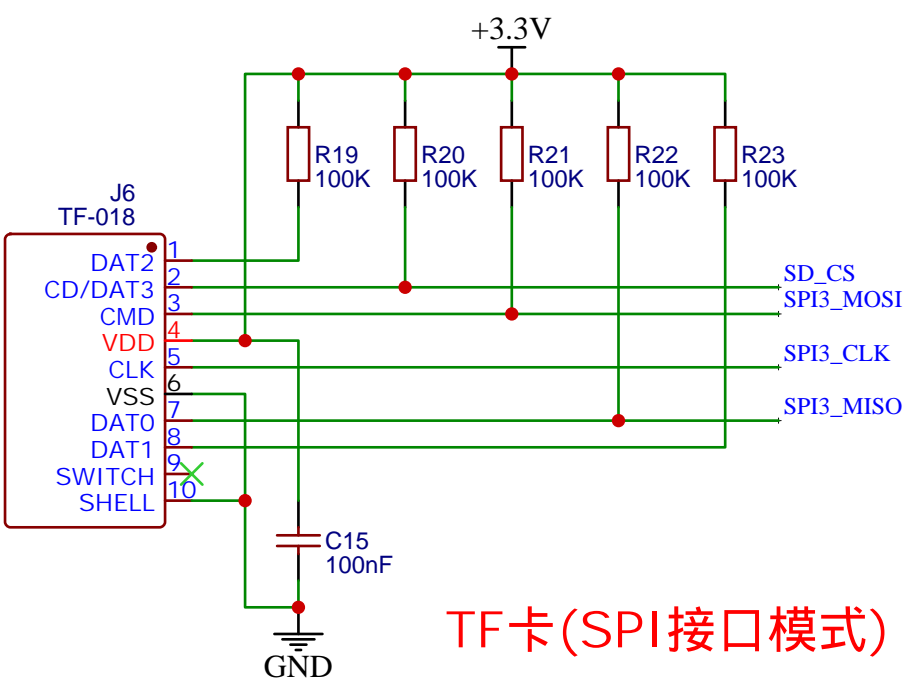 +3.3V
R19
100K
R20
100K
R21
100K
R22
100K
R23
100K
J6
TF-018
DAT2 1
CD/DAT3 2
CMD 3
VDD 4
CLK 5
VSS 6
DAT0 7
DAT1 8
SWITCH 9
SHELL 10
SD_CS
SPI3_MOSI
SPI3_CLK
SPI3_MISO
C15
100nF
GND
TF卡(SPI接口模式)